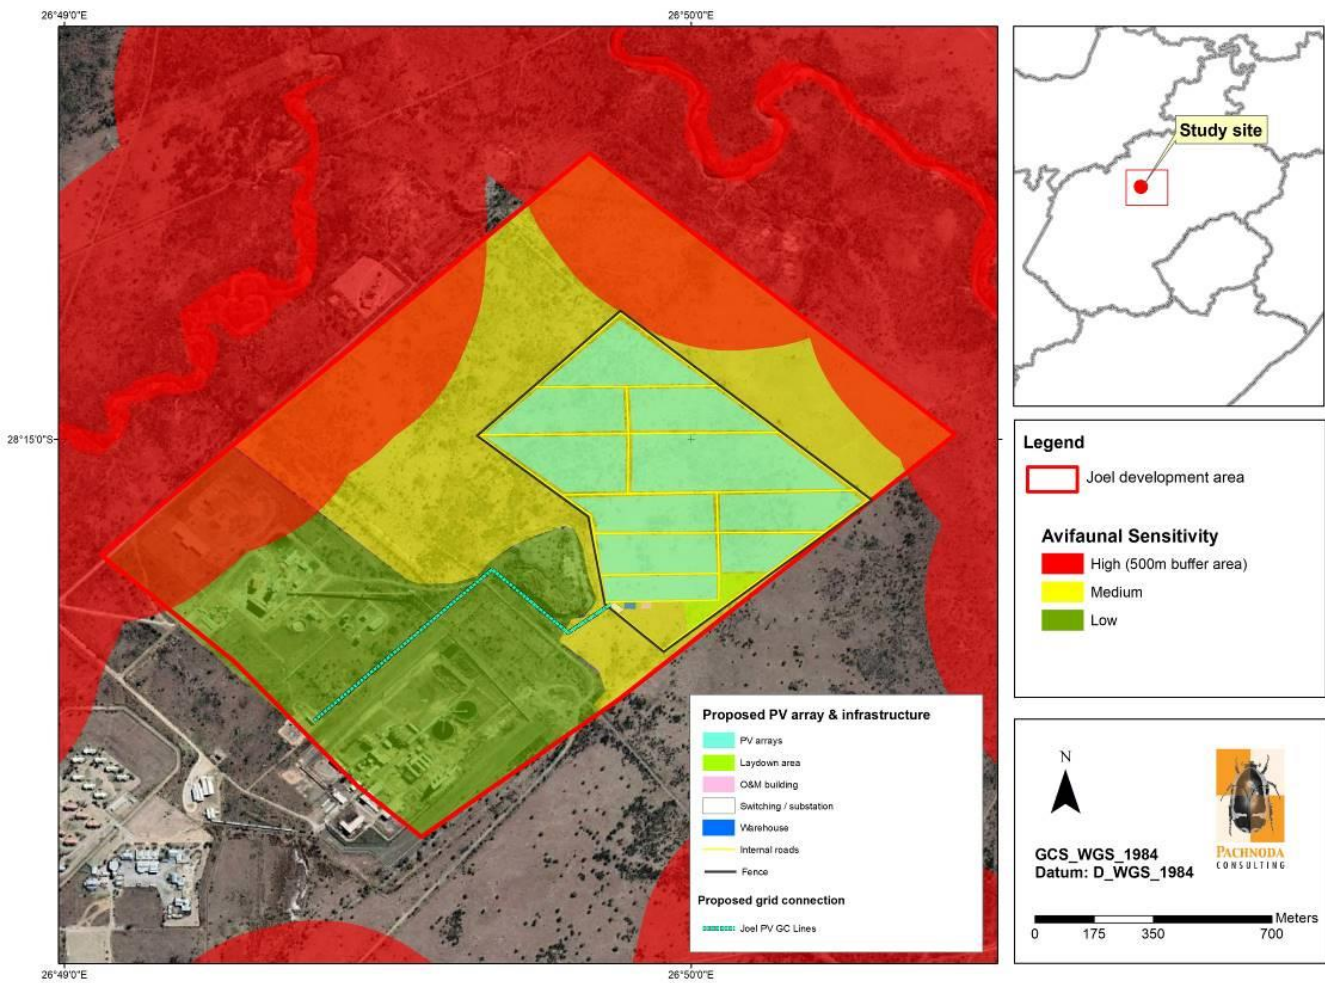 26°49'0"E
26°50'0"E
28°15'0"S
Study site
Legend
Joel development area
Avifaunal Sensitivity
High (500m buffer area)
Medium
Low
Proposed PV array & infrastructure
PV arrays
Laydown area
O&M building
Switching / substation
Warehouse
Internal roads
Fence
Proposed grid connection
Joel PV GC Lines
N
PACHNODA
CONSULTING
GCS_WGS_1984
Datum: D_WGS_1984
Meters
0 175 350 700
26°49'0"E
26°50'0"E